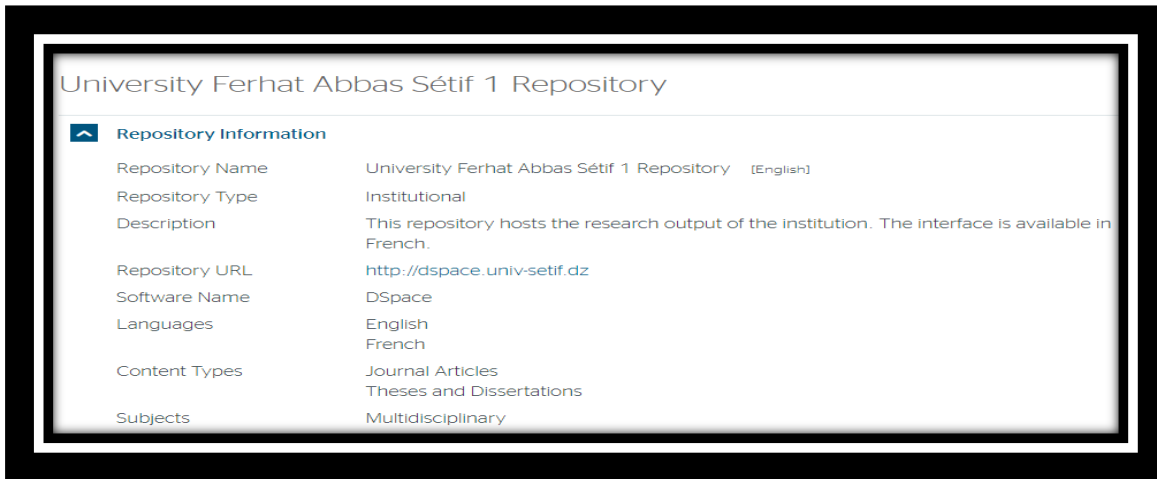 University Ferhat Abbas Sétif 1 Repository
Repository Information
Repository Name University Ferhat Abbas Sétif 1 Repository [English]
Repository Type Institutional
Description This repository hosts the research output of the institution. The interface is available in
French.
Repository URL http://dspace.univ-setif.dz
Software Name DSpace
Languages English
French
Content Types Journal Articles
Theses and Dissertations
Subjects Multidisciplinary